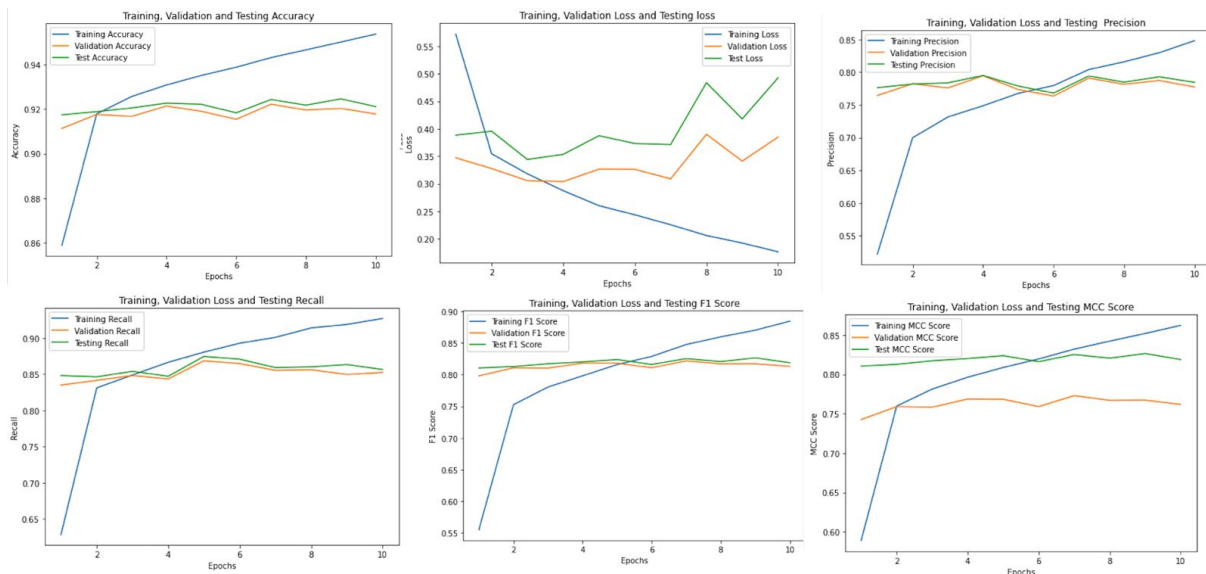 Training, Validation and Testing Accuracy
Training Accuracy
Validation Accuracy
Test Accuracy
0.94
0.92
0.90
0.88
0.86
Accuracy
2 4 6 8 10
Epochs
Training, Validation Loss and Testing loss
Training Loss
Validation Loss
Test Loss
0.55
0.50
0.45
0.40
0.35
0.30
0.25
0.20
Loss
2 4 6 8 10
Epochs
Training, Validation Loss and Testing Precision
Training Precision
Validation Precision
Testing Precision
0.85
0.80
0.75
0.70
0.65
0.60
0.55
Precision
2 4 6 8 10
Epochs
Training, Validation Loss and Testing Recall
Training Recall
Validation Recall
Testing Recall
0.90
0.85
0.80
0.75
0.70
0.65
Recall
2 4 6 8 10
Epochs
Training, Validation Loss and Testing F1 Score
Training F1 Score
Validation F1 Score
Test F1 Score
0.90
0.85
0.80
0.75
0.70
0.65
0.60
0.55
F1 Score
2 4 6 8 10
Epochs
Training, Validation Loss and Testing MCC Score
Training MCC Score
Validation MCC Score
Test MCC Score
0.85
0.80
0.75
0.70
0.65
0.60
MCC Score
2 4 6 8 10
Epochs